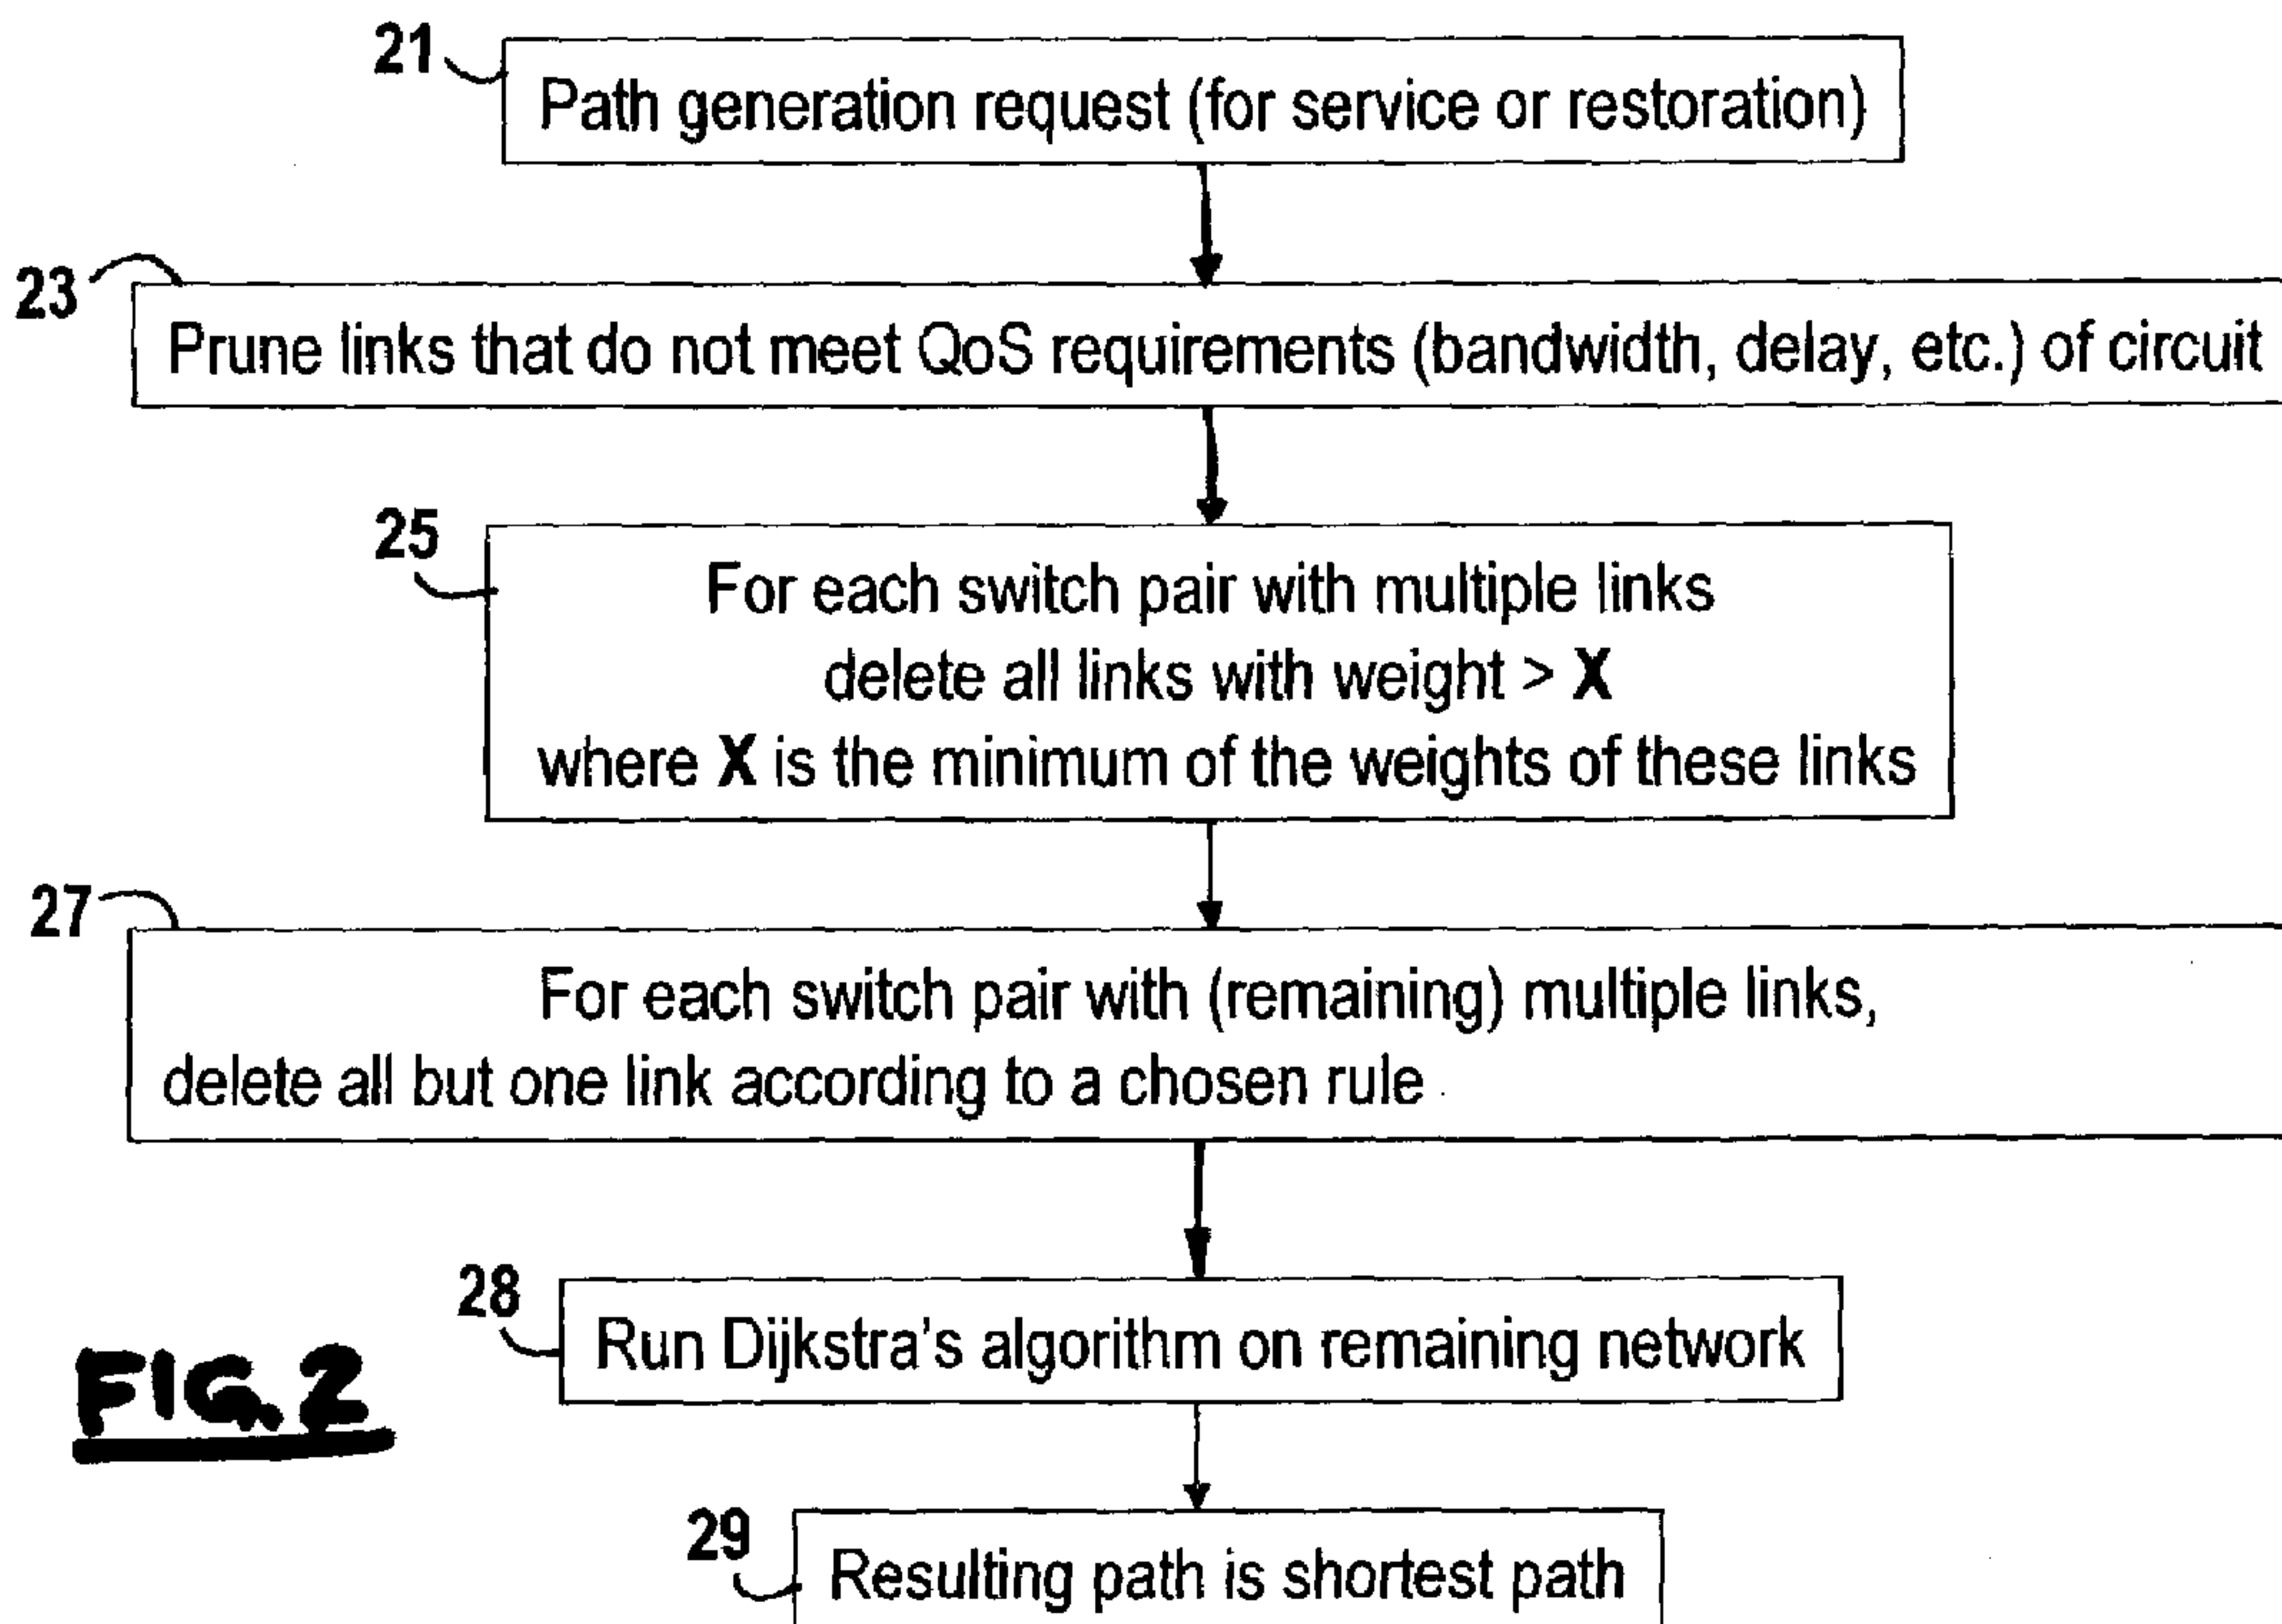 21
Path generation request (for service or restoration)
23
Prune links that do not meet QoS requirements (bandwidth, delay, etc.) of circuit
25
For each switch pair with multiple links
delete all links with weight > X
where X is the minimum of the weights of these links
27
For each switch pair with (remaining) multiple links,
delete all but one link according to a chosen rule
28
Run Dijkstra's algorithm on remaining network
FIG. 2
29
Resulting path is shortest path